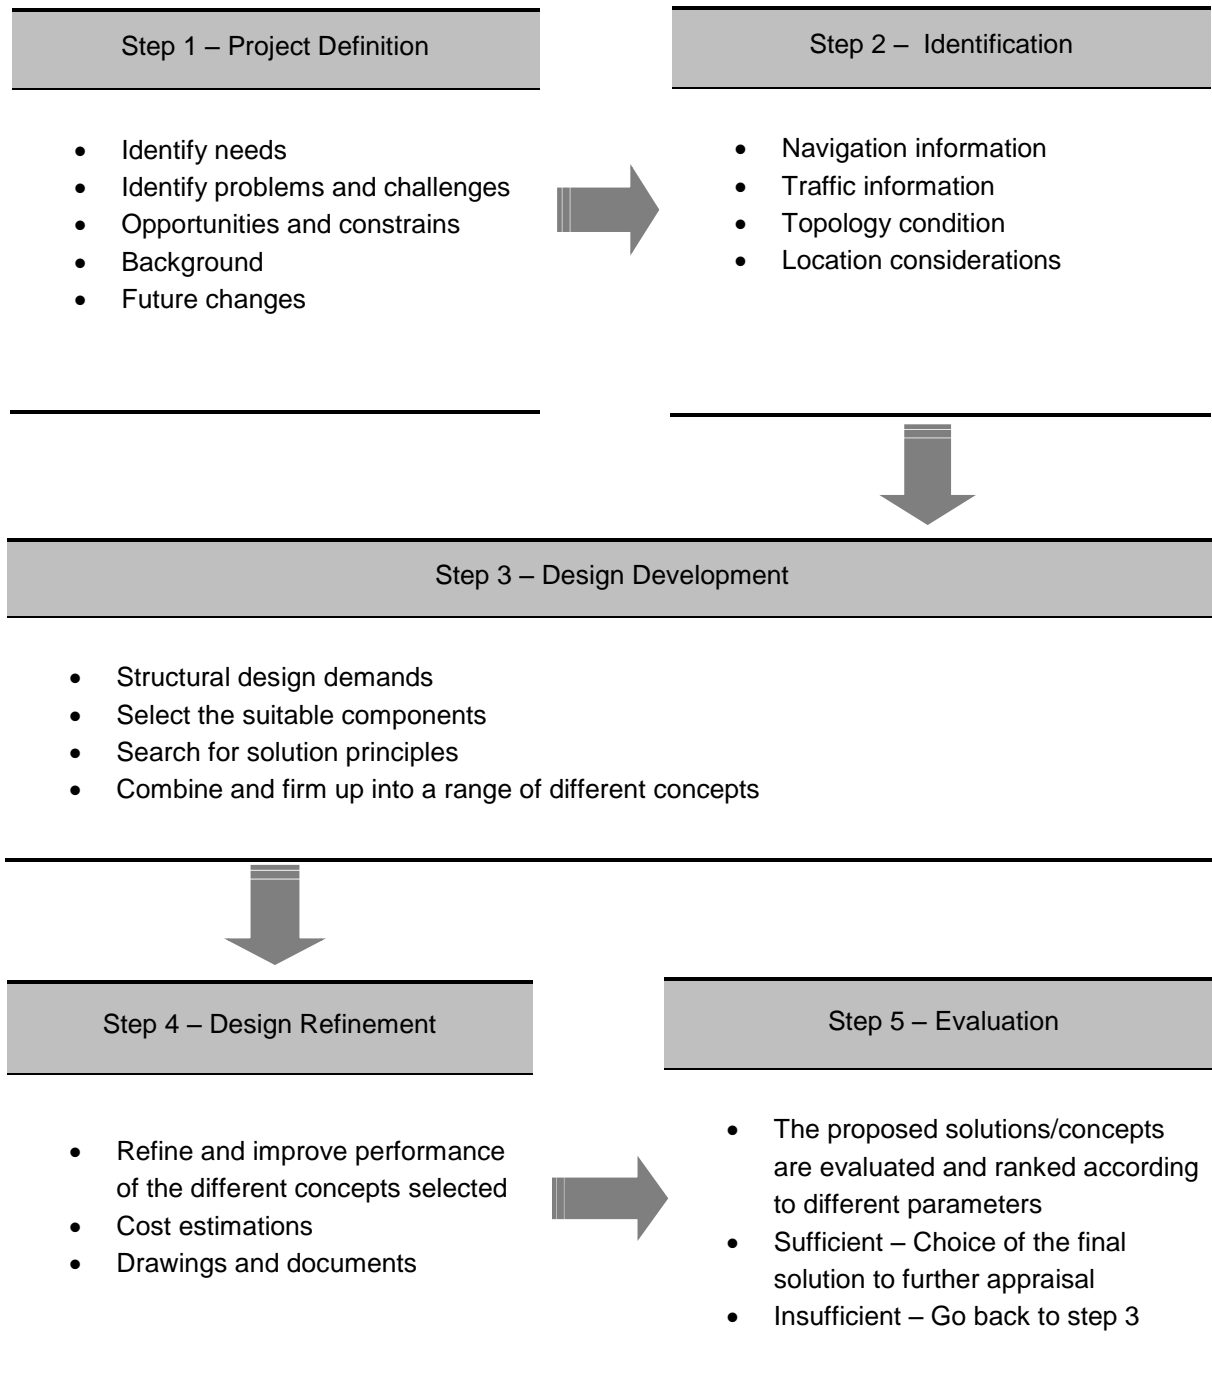 Step 1 – Project Definition
• Identify needs
• Identify problems and challenges
• Opportunities and constrains
• Background
• Future changes
Step 2 – Identification
• Navigation information
• Traffic information
• Topology condition
• Location considerations
Step 3 – Design Development
• Structural design demands
• Select the suitable components
• Search for solution principles
• Combine and firm up into a range of different concepts
Step 4 – Design Refinement
• Refine and improve performance
of the different concepts selected
• Cost estimations
• Drawings and documents
Step 5 – Evaluation
• The proposed solutions/concepts
are evaluated and ranked according
to different parameters
• Sufficient – Choice of the final
solution to further appraisal
• Insufficient – Go back to step 3